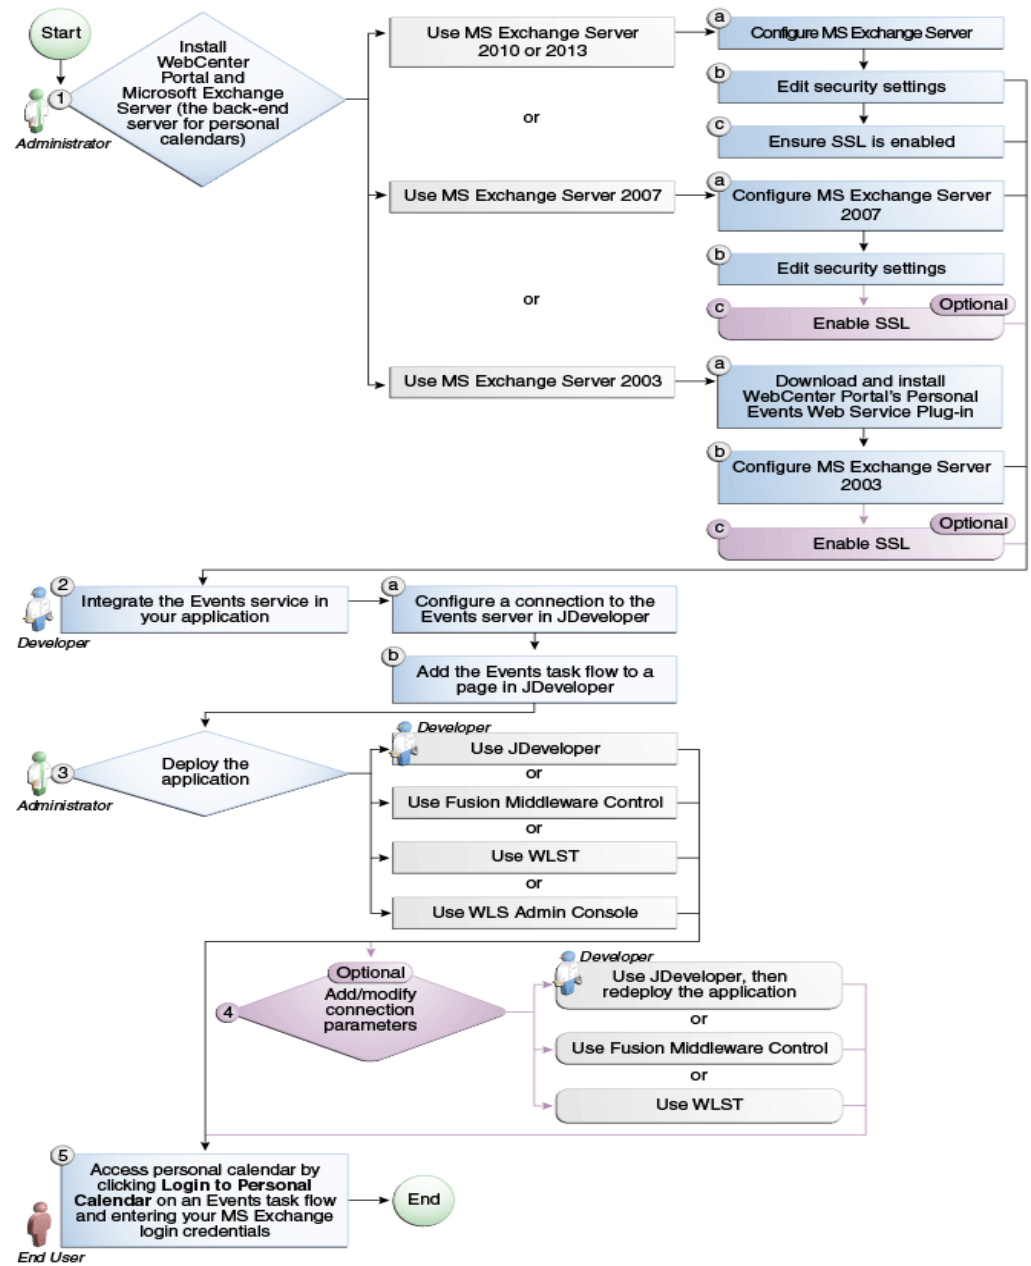 Start
1
Administrator
Install
WebCenter
Portal and
Microsoft Exchange
Server (the back-end
server for personal
calendars)
Use MS Exchange Server
2010 or 2013
a
Configure MS Exchange Server
b
Edit security settings
c
Ensure SSL is enabled
or
Use MS Exchange Server 2007
a
Configure MS Exchange Server
2007
b
Edit security settings
c
Optional
Enable SSL
or
Use MS Exchange Server 2003
a
Download and install
WebCenter Portal's Personal
Events Web Service Plug-in
b
Configure MS Exchange Server
2003
c
Optional
Enable SSL
2
Developer
Integrate the Events service in
your application
a
Configure a connection to the
Events server in JDeveloper
b
Add the Events task flow to a
page in JDeveloper
3
Administrator
Deploy the
application
Developer
Use JDeveloper
or
Use Fusion Middleware Control
or
Use WLST
or
Use WLS Admin Console
4
Optional
Add/modify
connection
parameters
Developer
Use JDeveloper, then
redeploy the application
or
Use Fusion Middleware Control
or
Use WLST
5
End User
Access personal calendar by
clicking Login to Personal
Calendar on an Events task flow
and entering your MS Exchange
login credentials
End